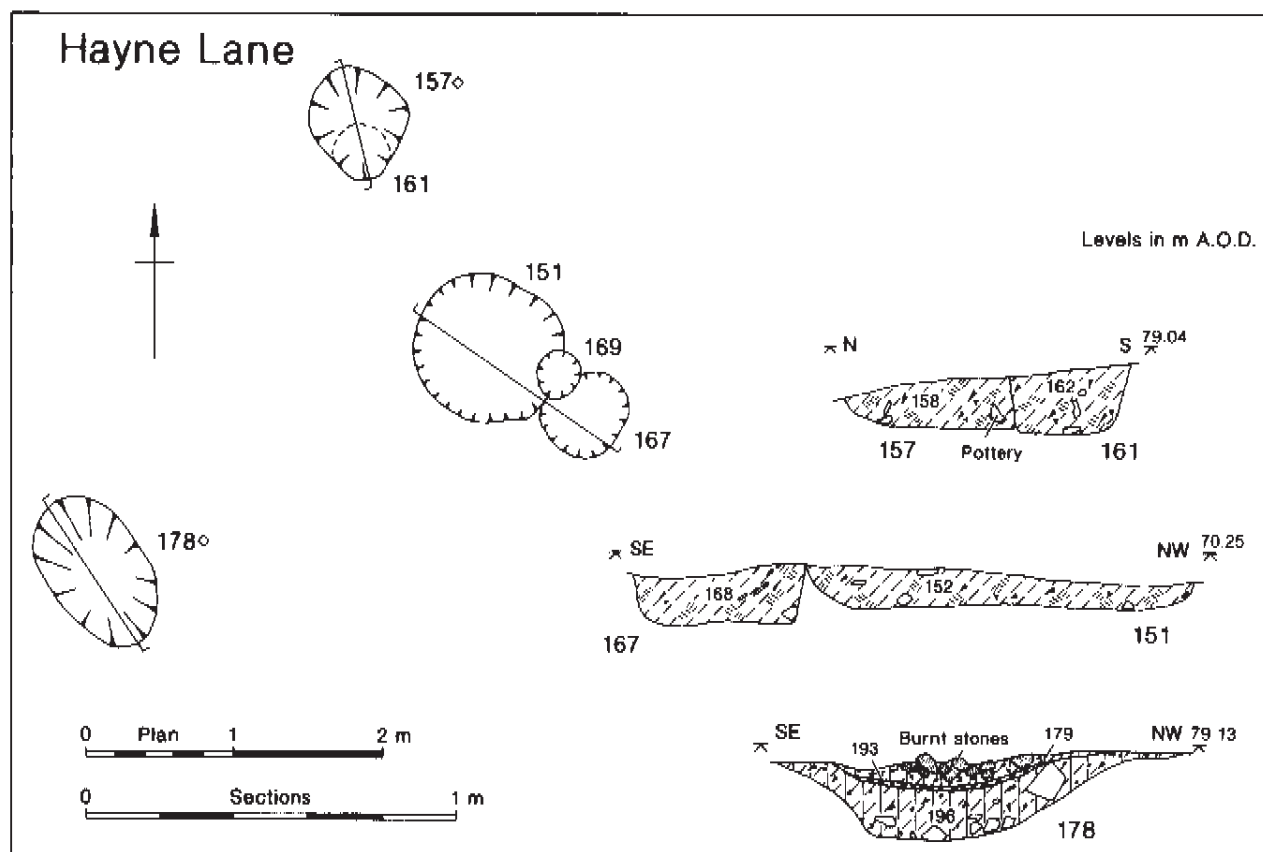 Hayne Lane
157◇
161
Levels in m A.O.D.
151
169
167
N
S 79.04
158
162
157
Pottery
161
178◇
SE
NW 70.25
168
152
167
151
0 Plan 1 2 m
0 Sections 1 m
SE
193
Burnt stones
179
NW 79 13
196
178